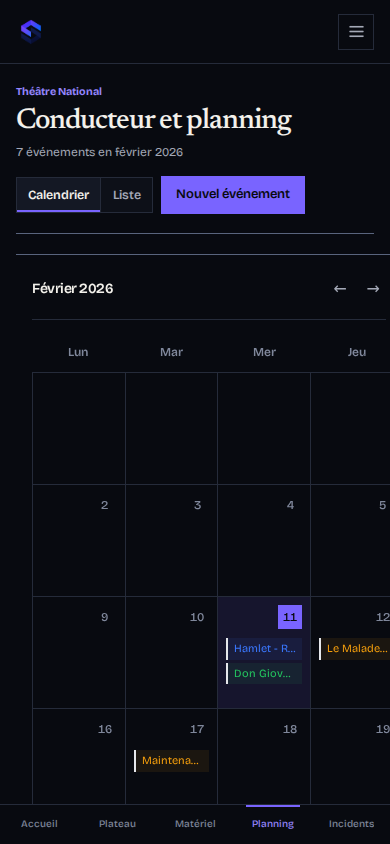 Théâtre National
Conducteur et planning
7 événements en février 2026
Calendrier Liste Nouvel événement
Février 2026 ← →
Lun Mar Mer Jeu
2 3 4 5
9 10 11 12
Hamlet - R... Le Malade...
Don Giov...
16 17 18 19
Maintena...
Accueil Plateau Matériel Planning Incidents